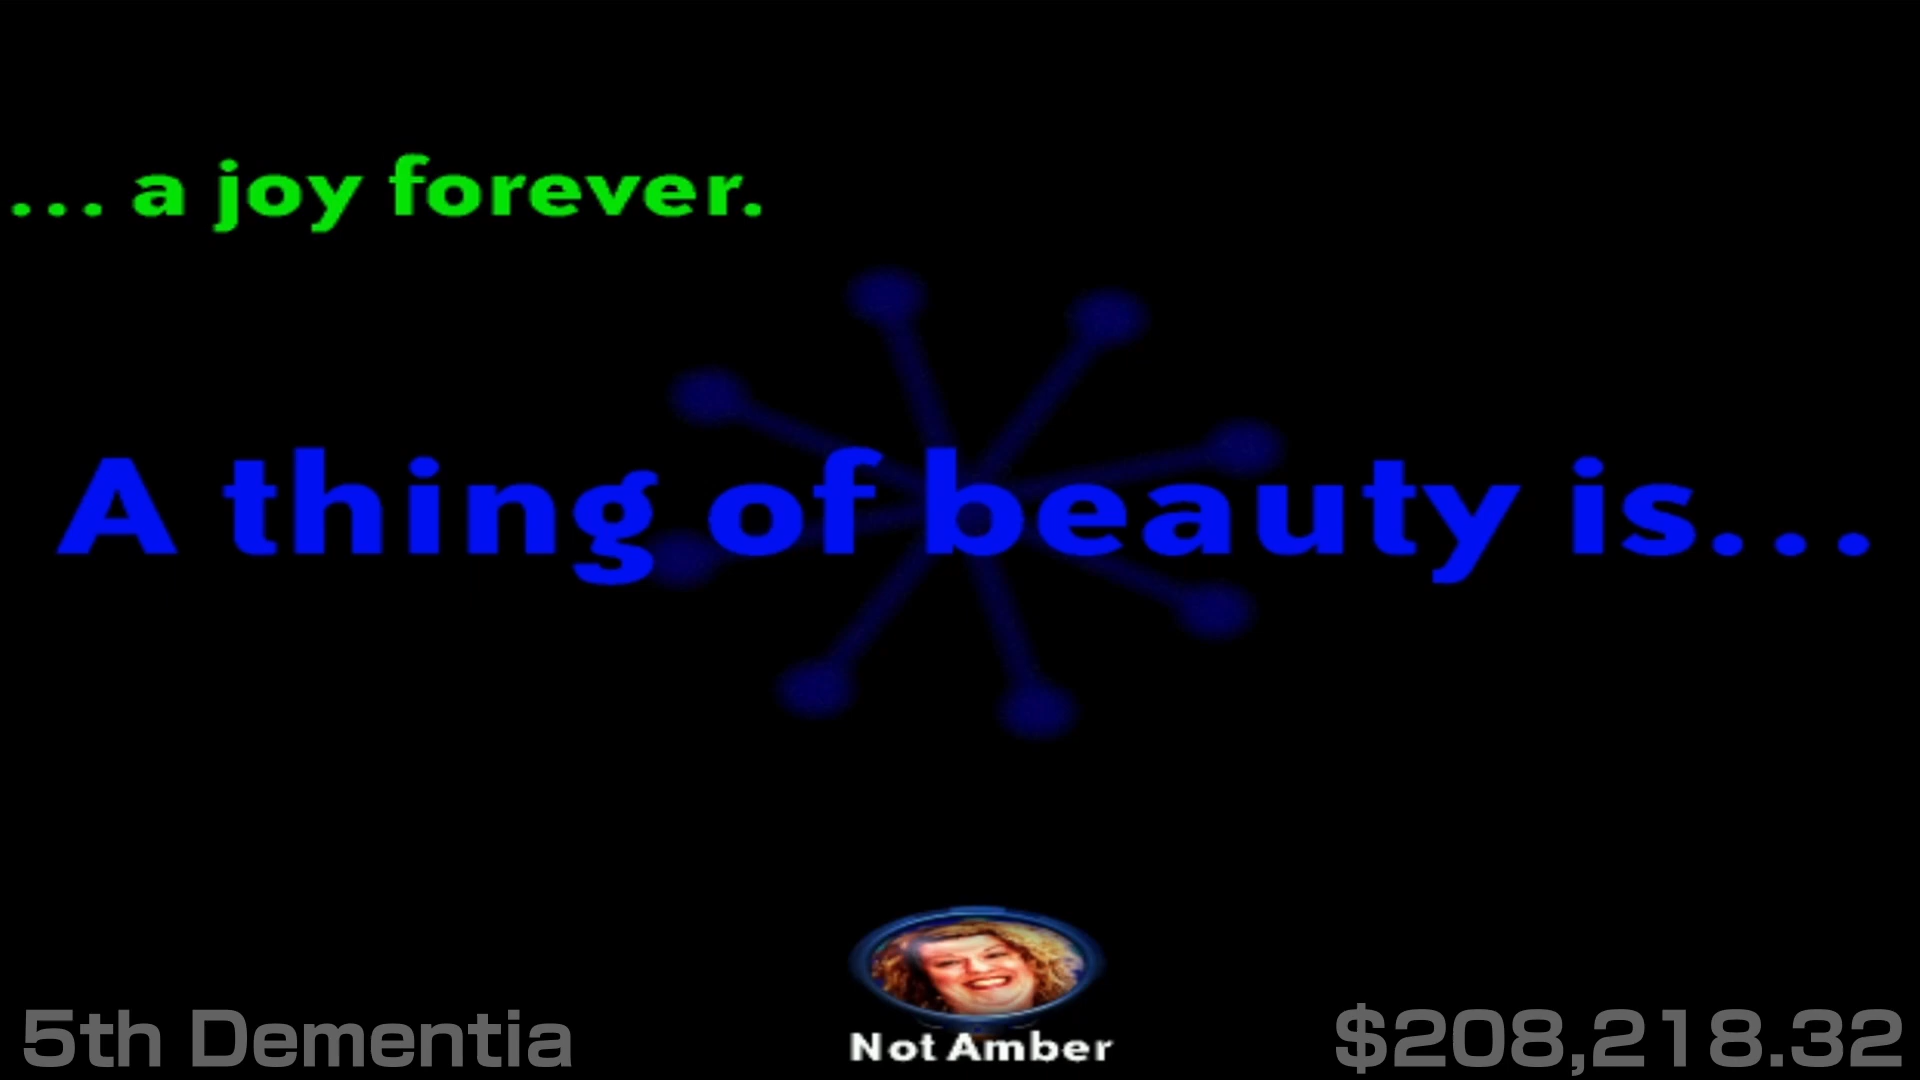 ... a joy forever.
A thing of beauty is...
Not Amber
5th Dementia
$208,218.32